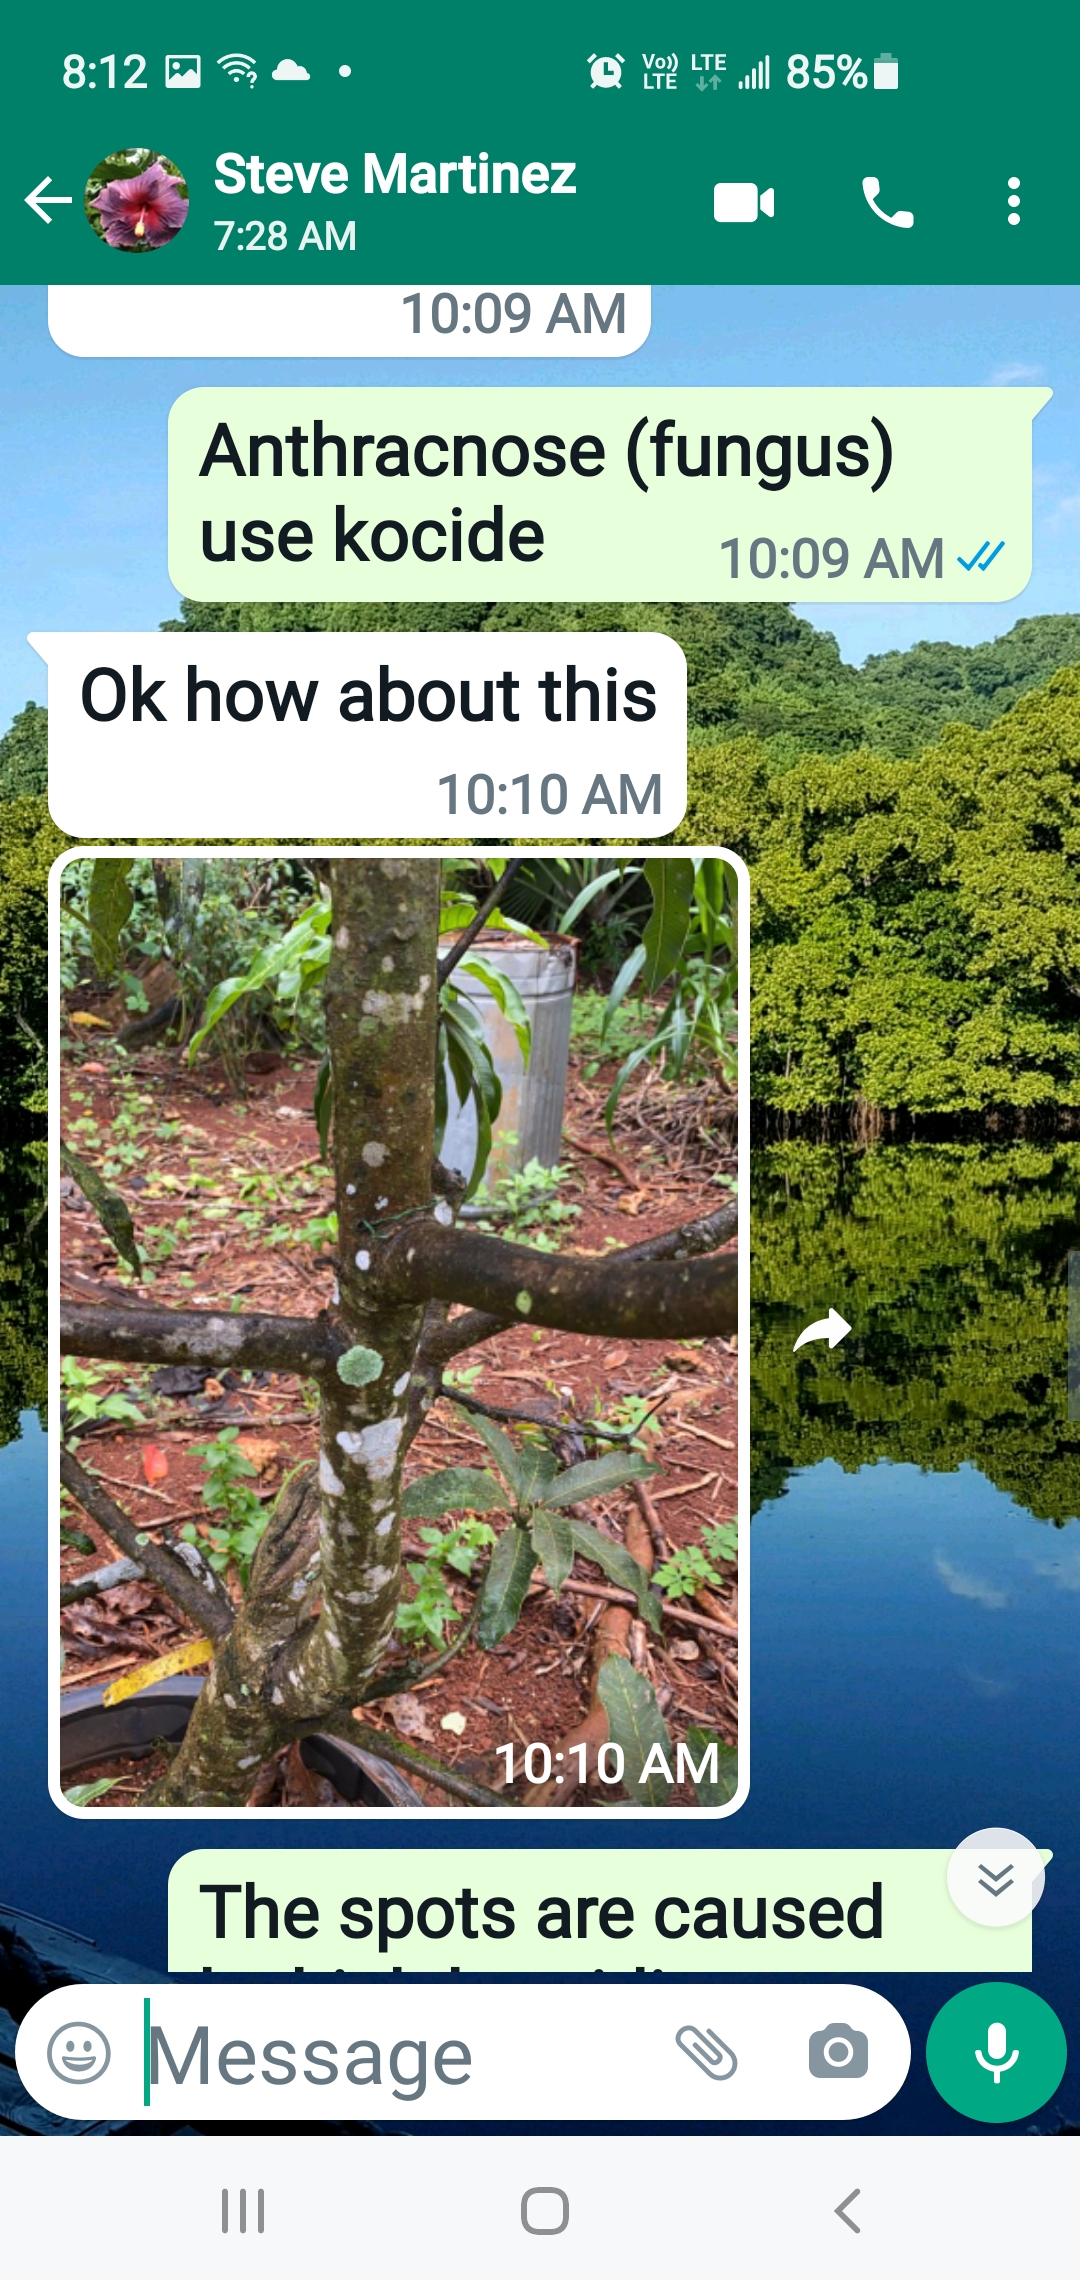 8:12
Vo)) LTE
LTE
85%
Steve Martinez
7:28 AM
10:09 AM
Anthracnose (fungus)
use kocide
10:09 AM
Ok how about this
10:10 AM
10:10 AM
The spots are caused
Message